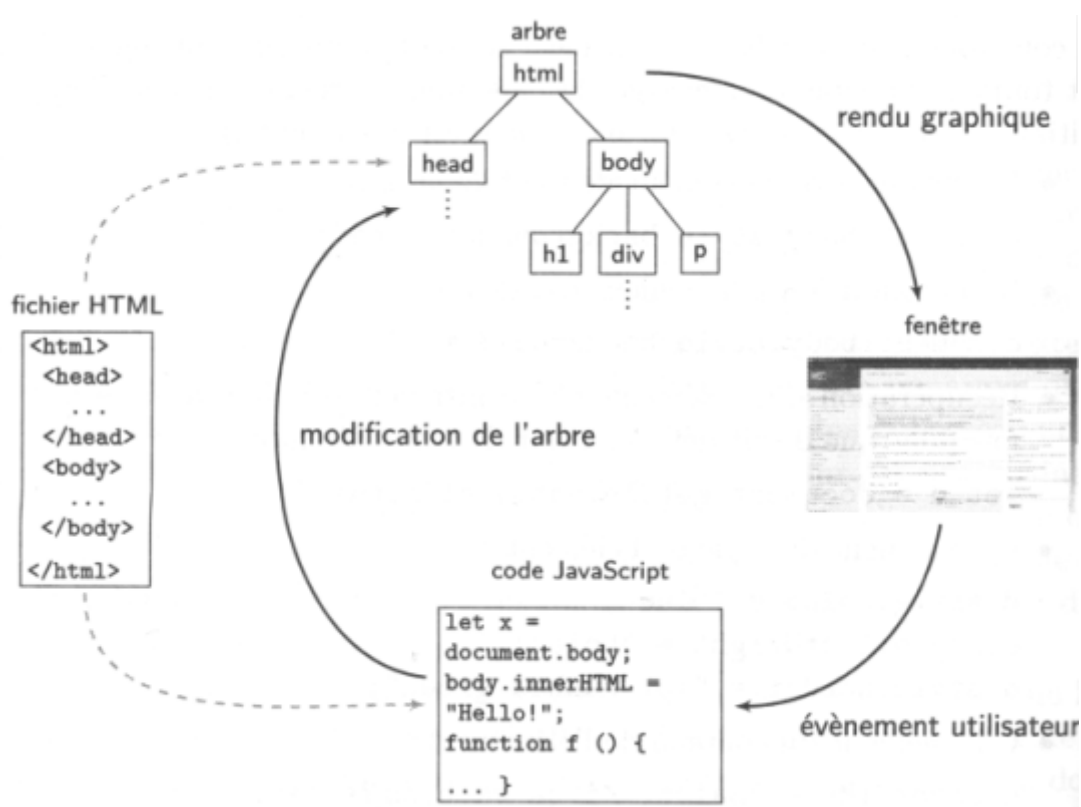 arbre
html
rendu graphique
head
body
h1
div
p
fichier HTML
<html>
<head>
...
</head>
<body>
...
</body>
</html>
fenêtre
modification de l'arbre
code JavaScript
let x =
document.body;
body.innerHTML =
"Hello!";
function f () {
... }
évènement utilisateur